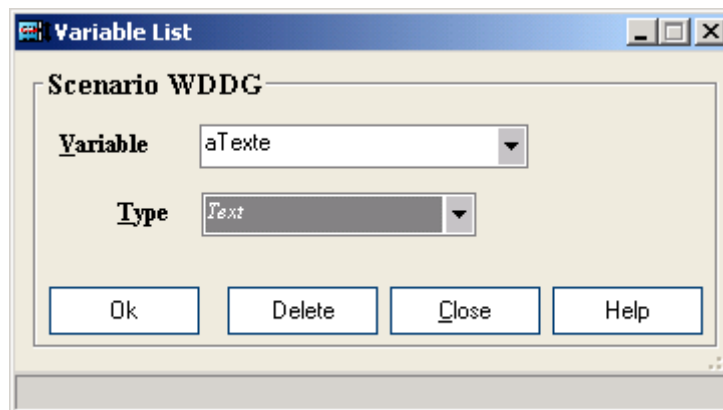 Variable List
Scenario WDDG
Variable aTexte
Type Text
Ok Delete Close Help